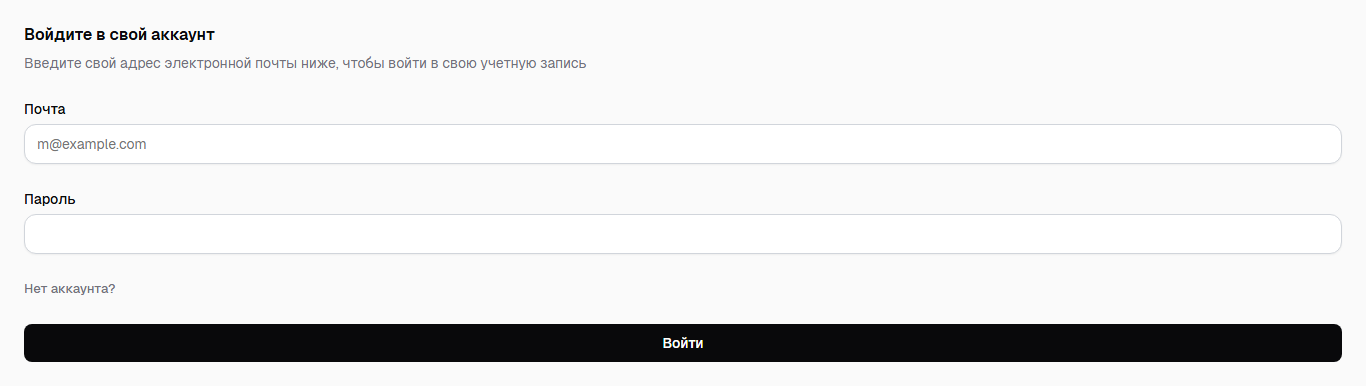 Войдите в свой аккаунт
Введите свой адрес электронной почты ниже, чтобы войти в свою учетную запись
Почта
m@example.com
Пароль
Нет аккаунта?
Войти